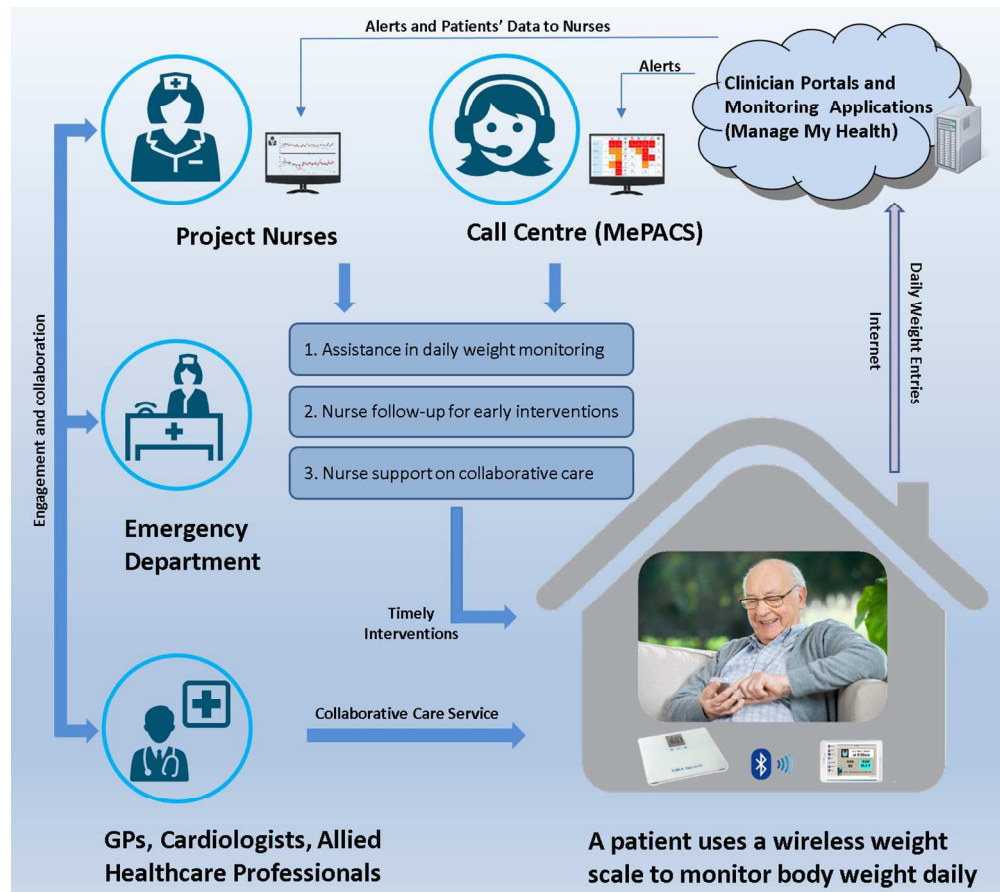 Alerts and Patients' Data to Nurses
Alerts
Clinician Portals and
Monitoring Applications
(Manage My Health)
Project Nurses
Call Centre (MePACS)
Engagement and collaboration
Daily Weight Entries
Internet
1. Assistance in daily weight monitoring
2. Nurse follow-up for early interventions
3. Nurse support on collaborative care
Emergency
Department
Timely
Interventions
Collaborative Care Service
GPs, Cardiologists, Allied
Healthcare Professionals
A patient uses a wireless weight
scale to monitor body weight daily